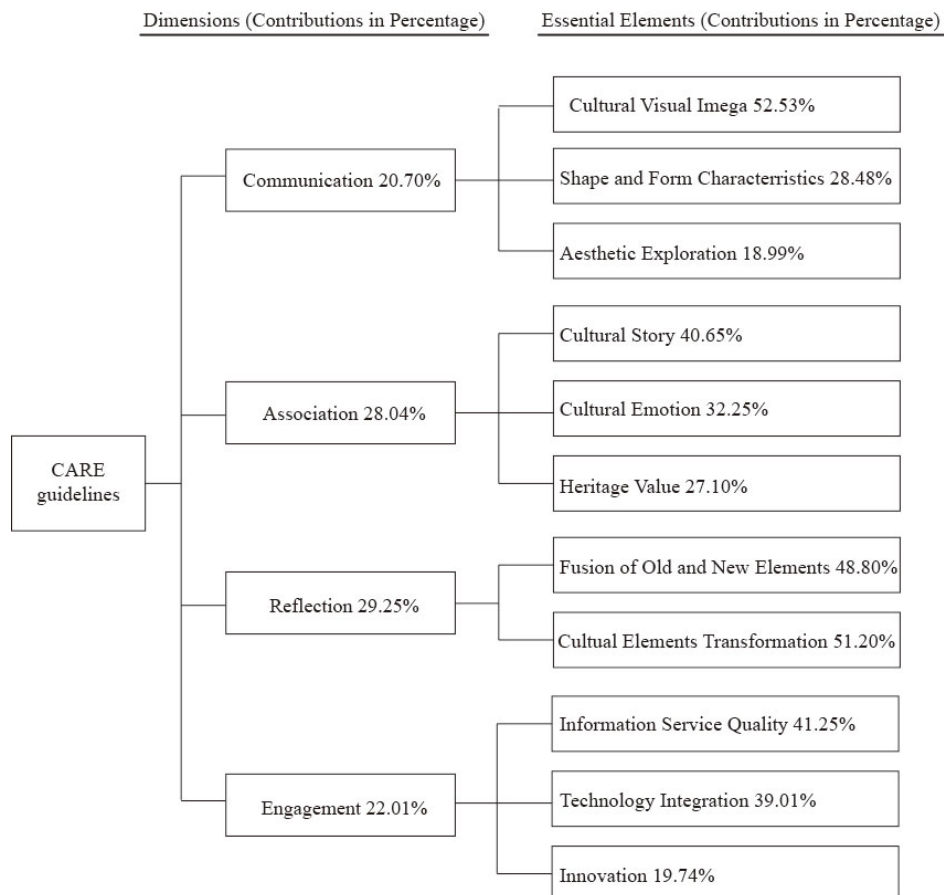 Dimensions (Contributions in Percentage)
Essential Elements (Contributions in Percentage)
CARE
guidelines
Communication 20.70%
Cultural Visual Imega 52.53%
Shape and Form Characterristics 28.48%
Aesthetic Exploration 18.99%
Association 28.04%
Cultural Story 40.65%
Cultural Emotion 32.25%
Heritage Value 27.10%
Reflection 29.25%
Fusion of Old and New Elements 48.80%
Cultual Elements Transformation 51.20%
Engagement 22.01%
Information Service Quality 41.25%
Technology Integration 39.01%
Innovation 19.74%